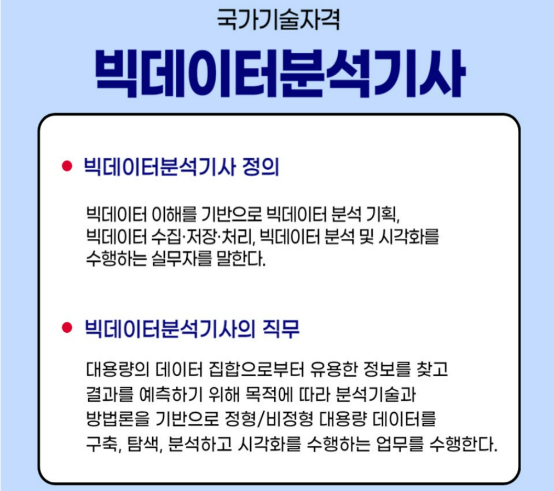 국가기술자격
빅데이터분석기사
빅데이터분석기사 정의
빅데이터 이해를 기반으로 빅데이터 분석 기획,
빅데이터 수집·저장·처리, 빅데이터 분석 및 시각화를
수행하는 실무자를 말한다.
빅데이터분석기사의 직무
대용량의 데이터 집합으로부터 유용한 정보를 찾고
결과를 예측하기 위해 목적에 따라 분석기술과
방법론을 기반으로 정형/비정형 대용량 데이터를
구축, 탐색, 분석하고 시각화를 수행하는 업무를 수행한다.